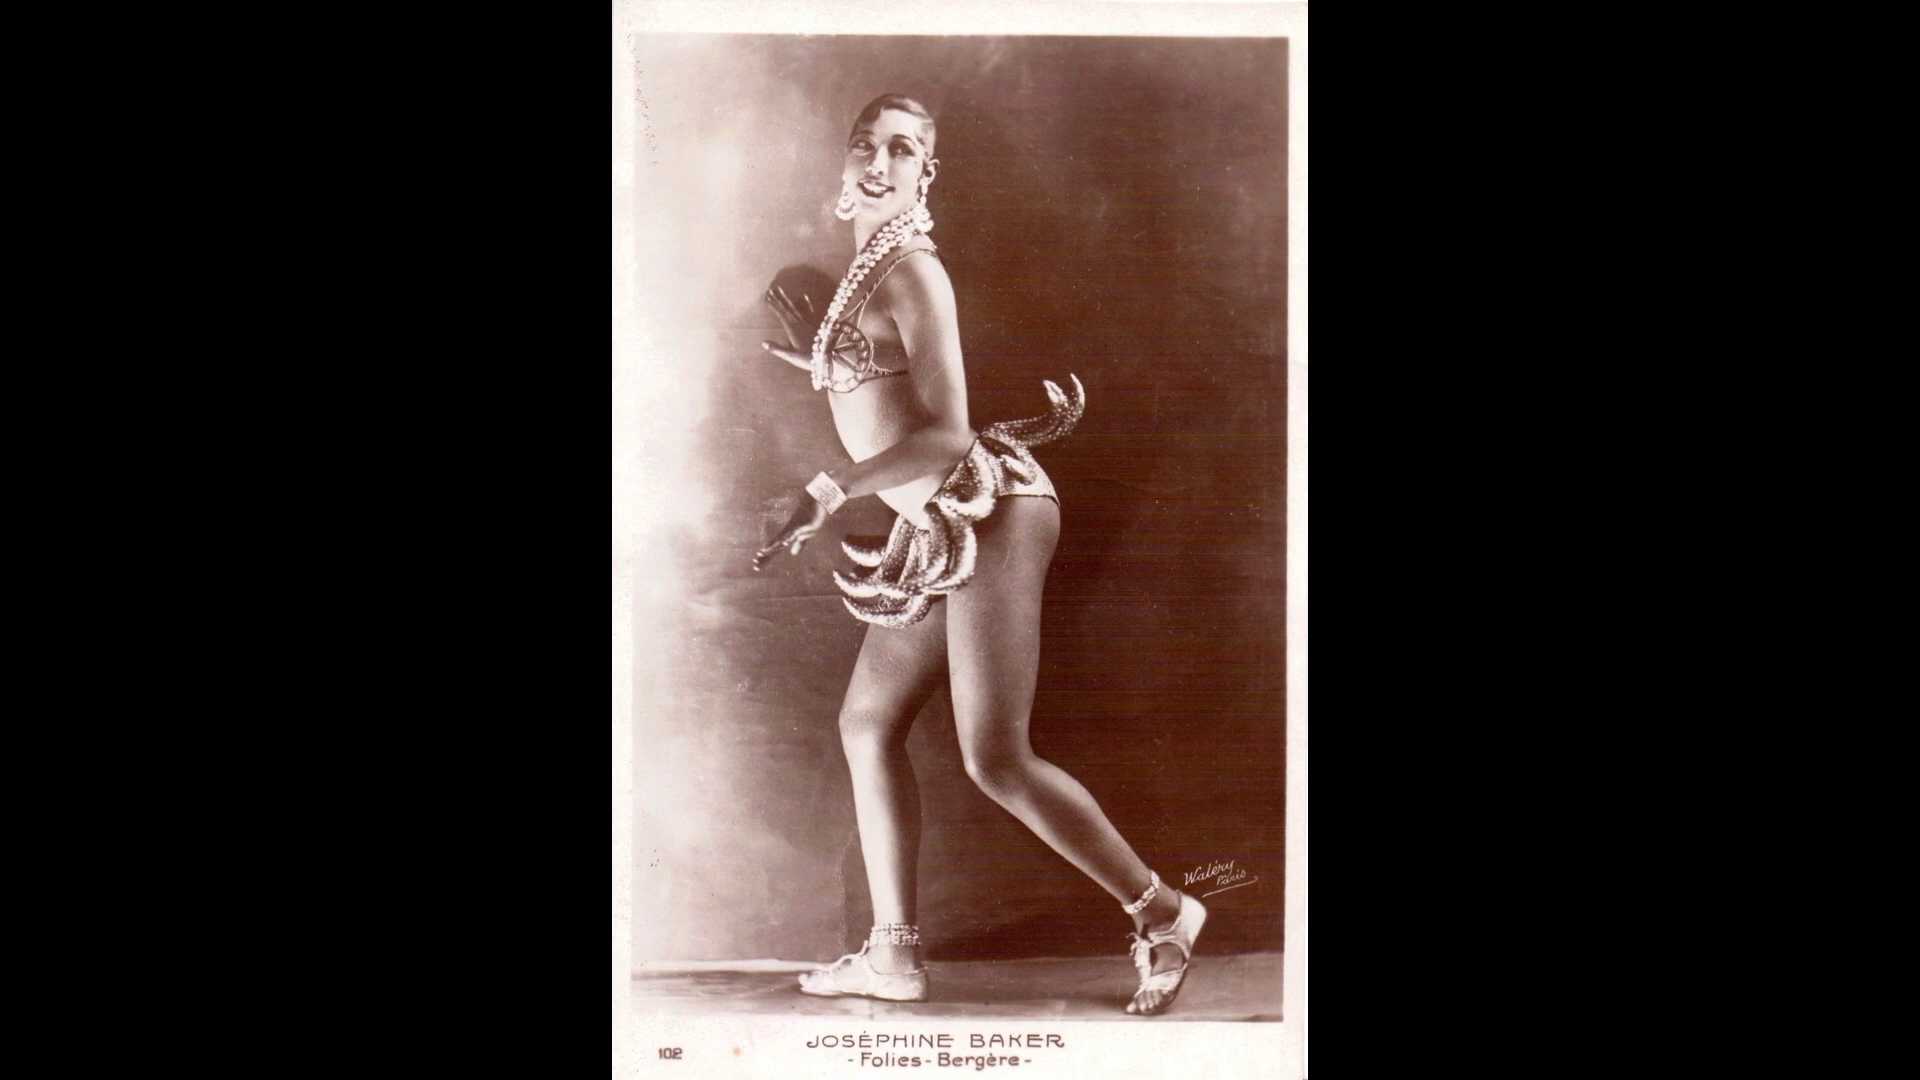 Waléry
Paris
JOSÉPHINE BAKER
102
- Folies - Bergère -